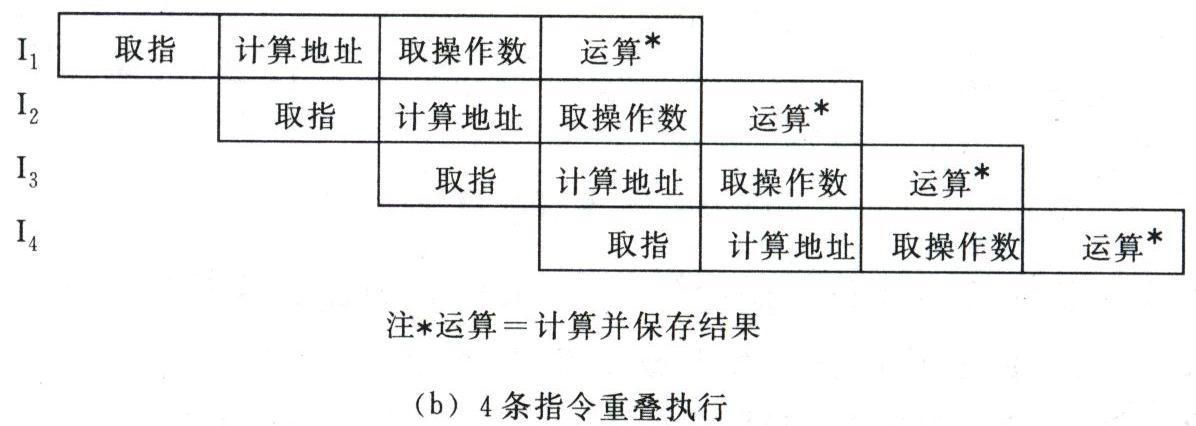 I₁ 取指 计算地址 取操作数 运算*
I₂ 取指 计算地址 取操作数 运算*
I₃ 取指 计算地址 取操作数 运算*
I₄ 取指 计算地址 取操作数 运算*
注*运算=计算并保存结果
(b) 4条指令重叠执行